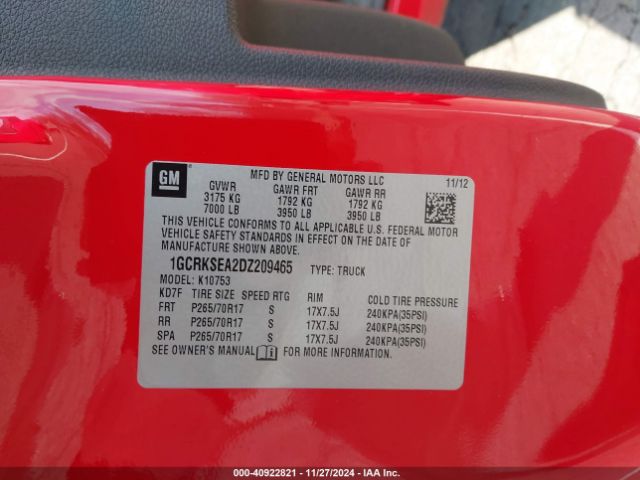 GM
MFD BY GENERAL MOTORS LLC 11/12
GVWR GAWR FRT GAWR RR
3175 KG 1792 KG 1792 KG
7000 LB 3950 LB 3950 LB
THIS VEHICLE CONFORMS TO ALL APPLICABLE U.S. FEDERAL MOTOR
VEHICLE SAFETY STANDARDS IN EFFECT ON THE DATE OF
MANUFACTURE SHOWN ABOVE.
1GCRKSEA2DZ209465 TYPE: TRUCK
MODEL: K10753
KD7F TIRE SIZE SPEED RTG RIM COLD TIRE PRESSURE
FRT P265/70R17 S 17X7.5J 240KPA(35PSI)
RR P265/70R17 S 17X7.5J 240KPA(35PSI)
SPA P265/70R17 S 17X7.5J 240KPA(35PSI)
SEE OWNER'S MANUAL FOR MORE INFORMATION.
000-40922821 - 11/27/2024 - IAA Inc.